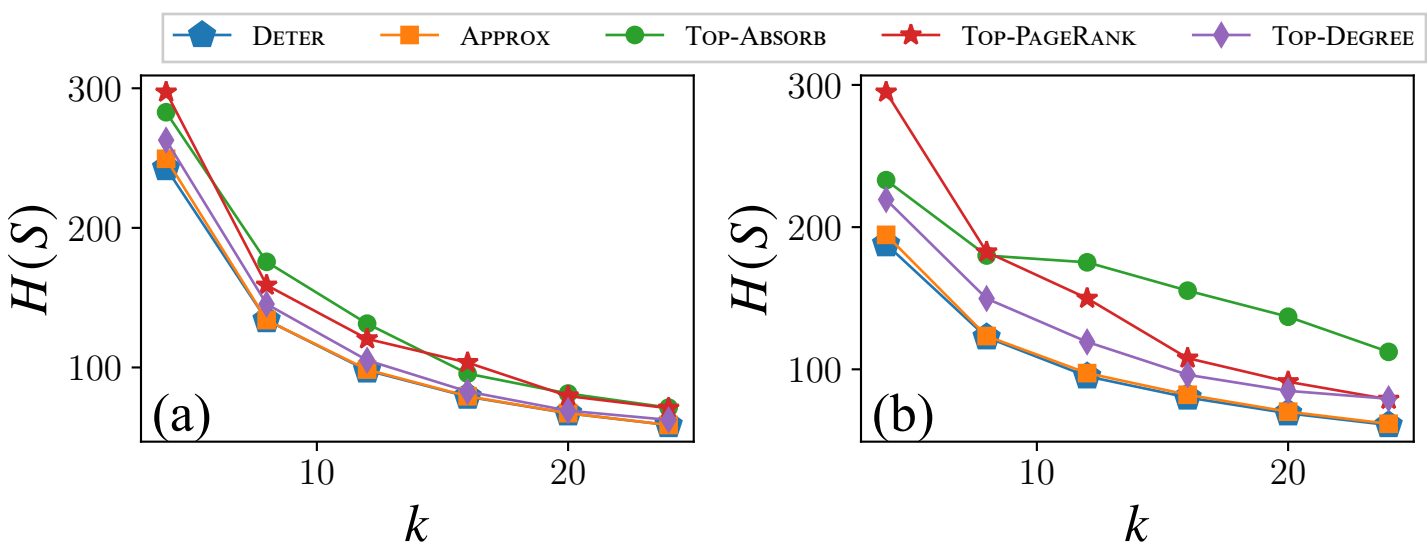 DETER APPROX TOP-ABSORB TOP-PAGERANK TOP-DEGREE
300
200
100
H(S)
(a)
10 20
k
300
200
100
H(S)
(b)
10 20
k